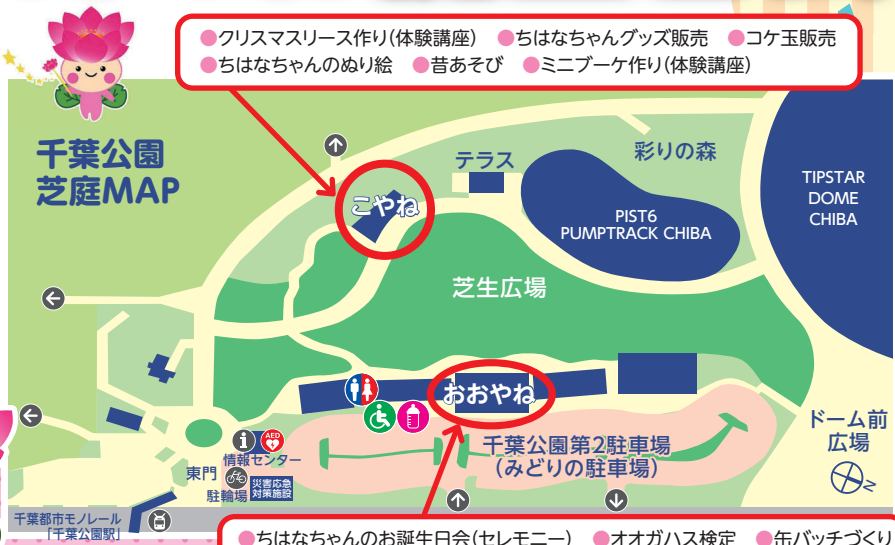 ●クリスマスリース作り(体験講座) ●ちはなちゃんグッズ販売 ●コケ玉販売
●ちはなちゃんのぬり絵 ●昔あそび ●ミニブーケ作り(体験講座)
千葉公園
芝庭MAP
こやね
テラス
彩りの森
PIST6
PUMPTRACK CHIBA
TIPSTAR
DOME
CHIBA
芝生広場
おおやね
千葉公園第2駐車場
(みどりの駐車場)
ドーム前
広場
N
AED
情報センター
東門
駐輪場
災害応急
対策施設
千葉都市モノレール
「千葉公園駅」
●ちはなちゃんのお誕生日会(セレモニー) ●オオガハス検定 ●缶バッチづくり